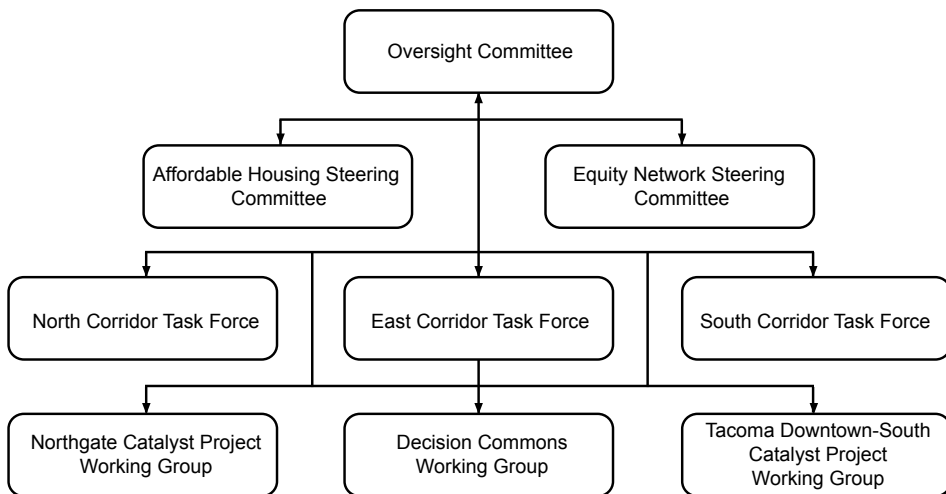 Oversight Committee
Affordable Housing Steering
Committee
Equity Network Steering
Committee
North Corridor Task Force
East Corridor Task Force
South Corridor Task Force
Northgate Catalyst Project
Working Group
Decision Commons
Working Group
Tacoma Downtown-South
Catalyst Project
Working Group